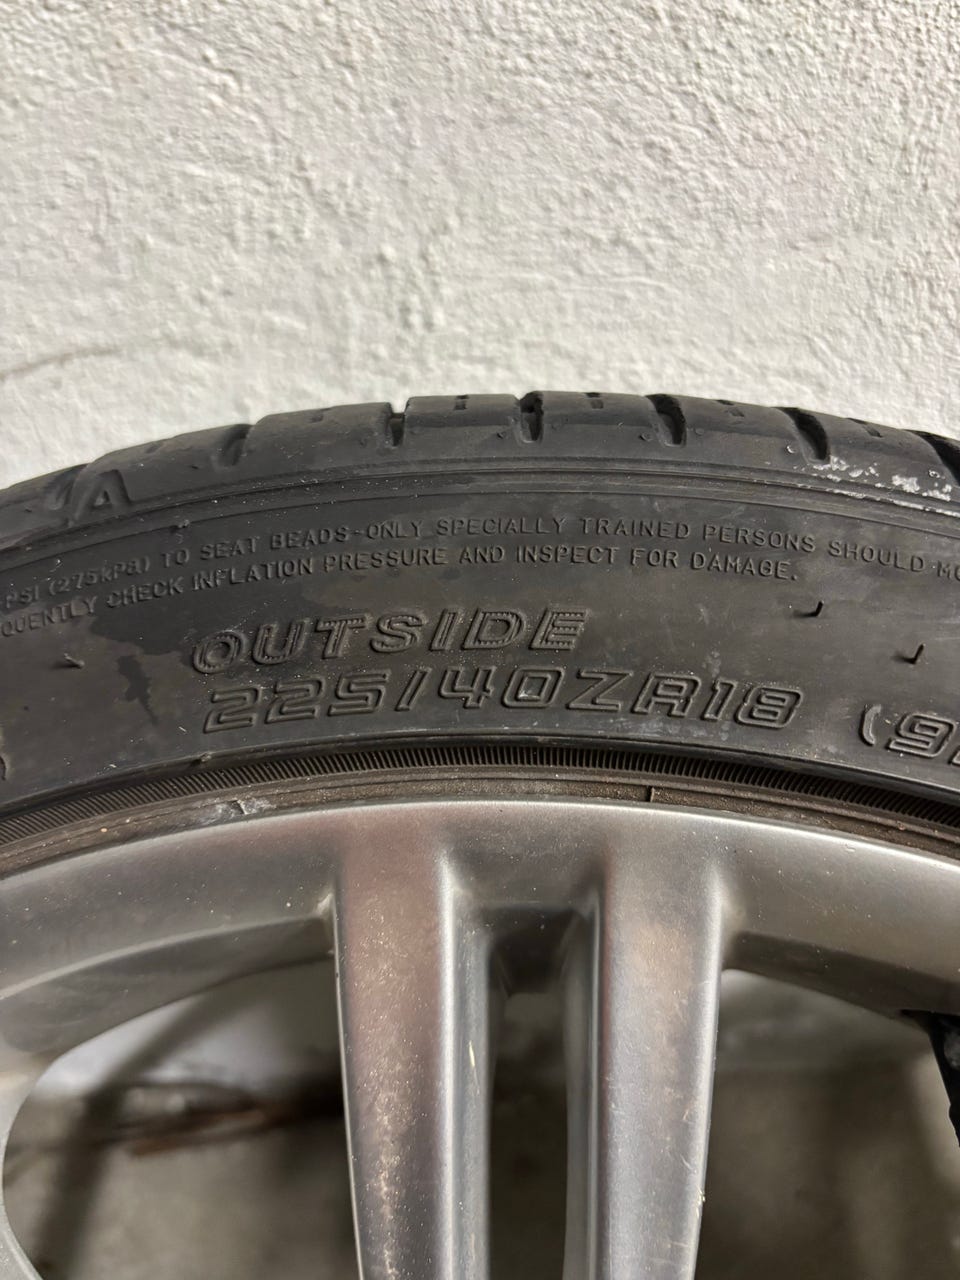 PSI (275kPa) TO SEAT BEADS-ONLY SPECIALLY TRAINED PERSONS SHOULD
CHECK INFLATION PRESSURE AND INSPECT FOR DAMAGE.
OUTSIDE
225/40ZR18 (9